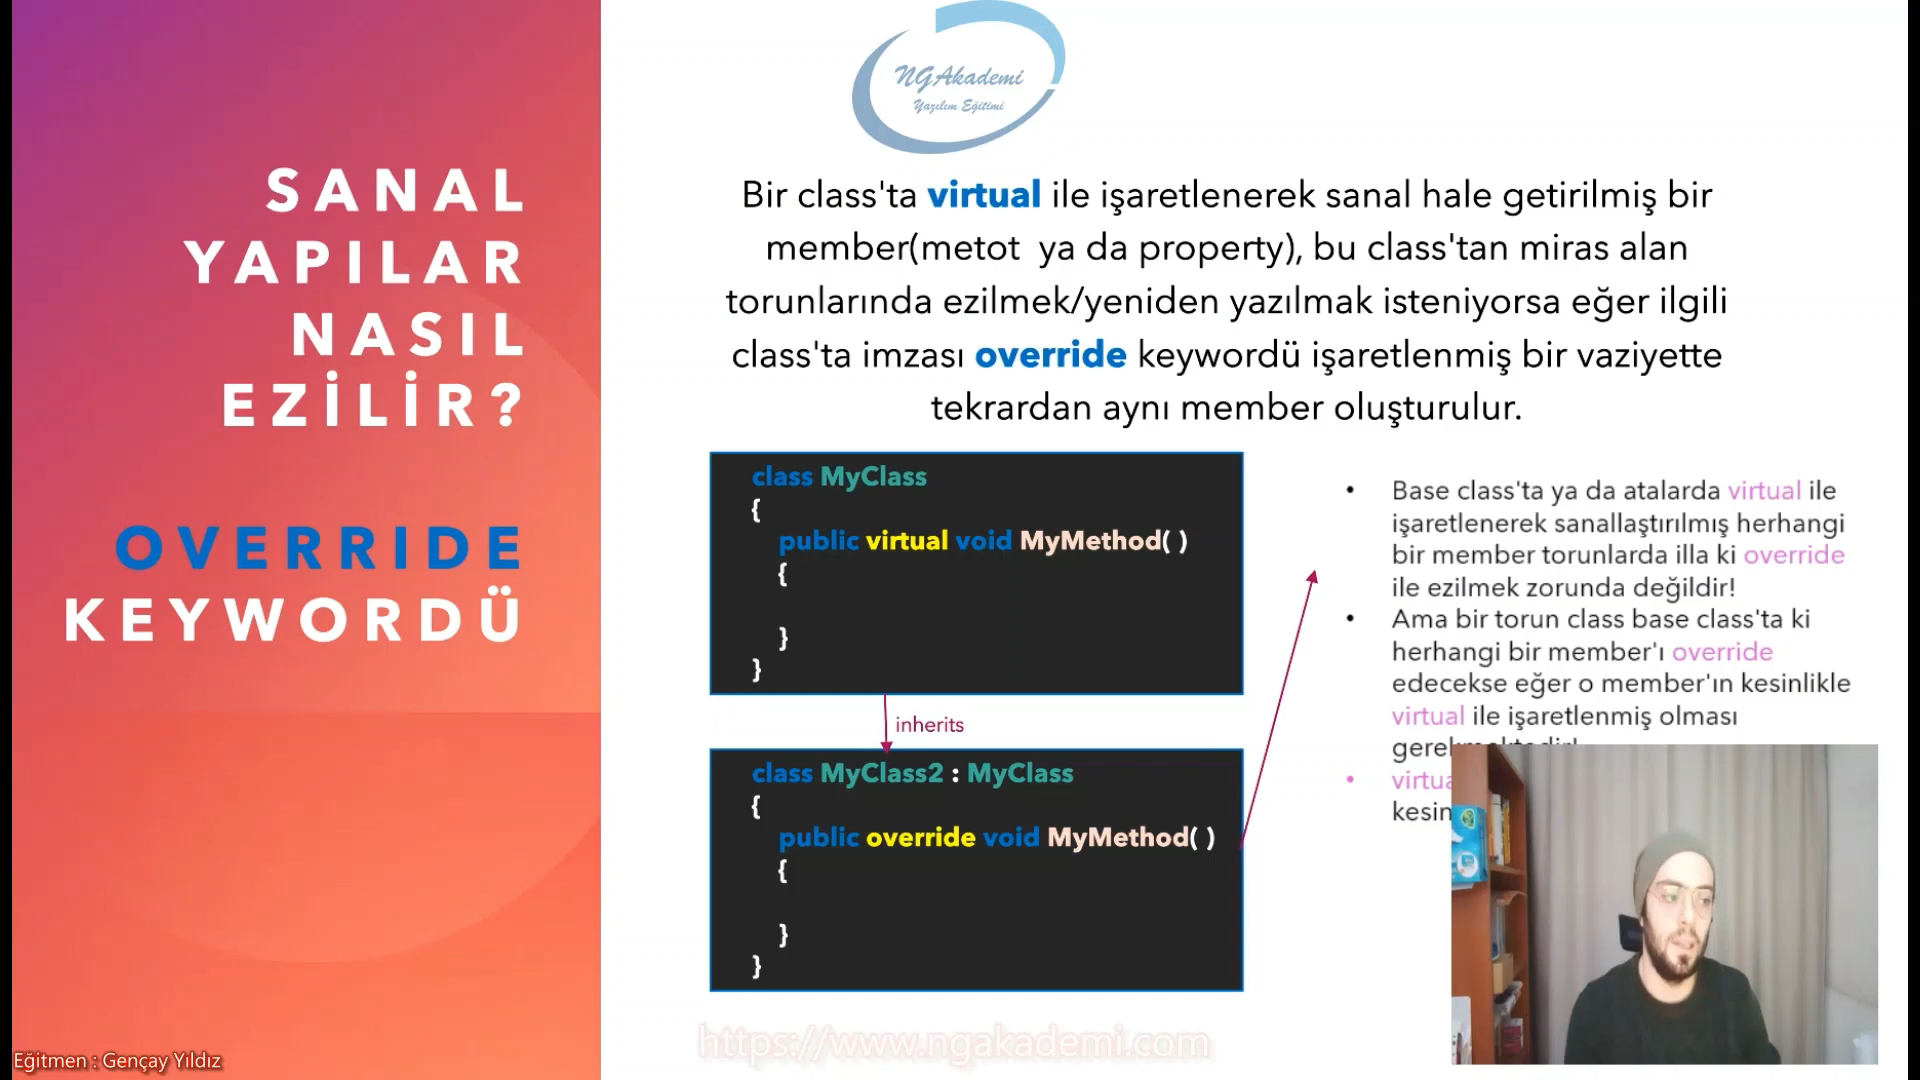 SANAL
YAPILAR
NASIL
EZİLİR?
OVERRIDE
KEYWORDÜ
Eğitmen : Gençay Yıldız
NGAkademi
Yazılım Eğitimi
Bir class'ta virtual ile işaretlenerek sanal hale getirilmiş bir
member(metot ya da property), bu class'tan miras alan
torunlarında ezilmek/yeniden yazılmak isteniyorsa eğer ilgili
class'ta imzası override keywordü işaretlenmiş bir vaziyette
tekrardan aynı member oluşturulur.
class MyClass
{
public virtual void MyMethod( )
{
}
}
inherits
class MyClass2 : MyClass
{
public override void MyMethod( )
{
}
}
• Base class'ta ya da atalarda virtual ile
işaretlenerek sanallaştırılmış herhangi
bir member torunlarda illa ki override
ile ezilmek zorunda değildir!
• Ama bir torun class base class'ta ki
herhangi bir member'ı override
edecekse eğer o member'ın kesinlikle
virtual ile işaretlenmiş olması
https://www.ngakademi.com